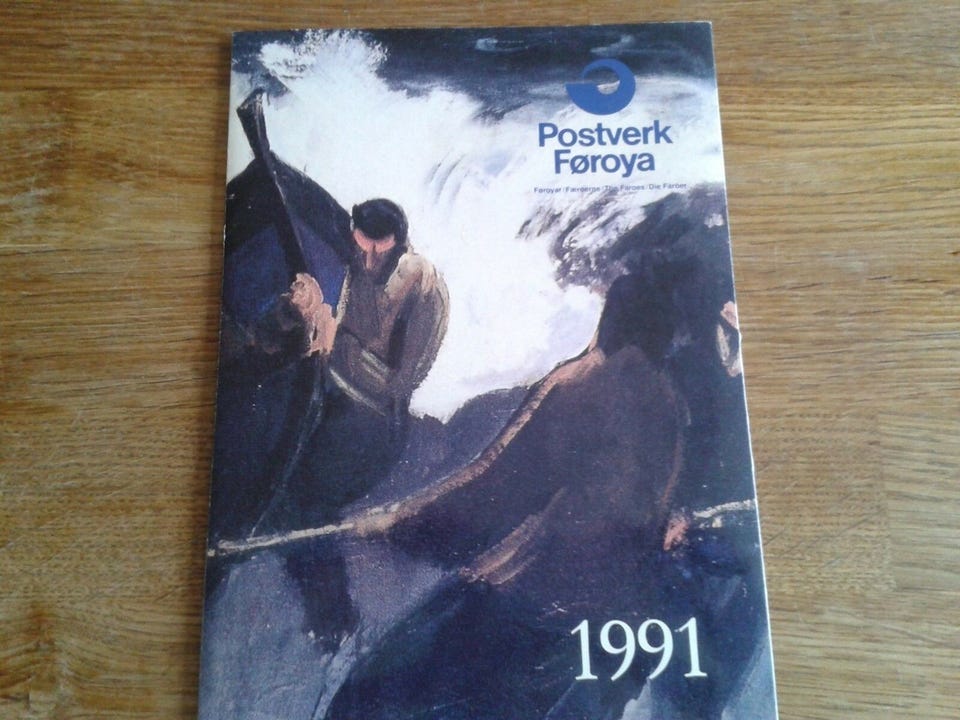 Postverk
Føroya
Føroyar/Færøerne/The Faroes/Die Färöer
1991